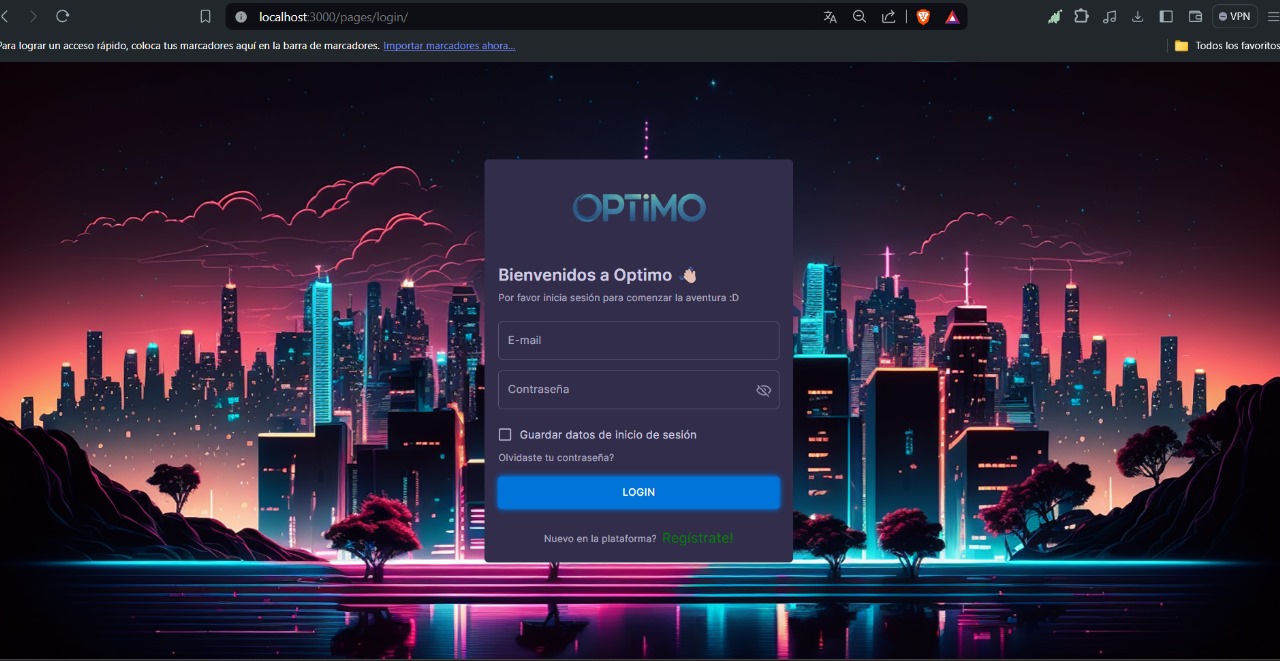 localhost:3000/pages/login/
VPN
Para lograr un acceso rápido, coloca tus marcadores aquí en la barra de marcadores. Importar marcadores ahora...
Todos los favoritos
OPTiMO
Bienvenidos a Optimo 👋🏻
Por favor inicia sesión para comenzar la aventura :D
E-mail
Contraseña
Guardar datos de inicio de sesión
Olvidaste tu contraseña?
LOGIN
Nuevo en la plataforma? Regístrate!